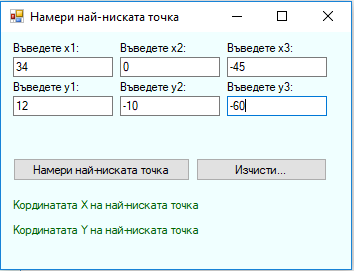 Намери най-ниската точка
Въведете x1: Въведете x2: Въведете x3:
34 0 -45
Въведете y1: Въведете y2: Въведете y3:
12 -10 -60
Намери най-ниската точка Изчисти...
Кординатата X на най-ниската точка
Кординатата Y на най-ниската точка